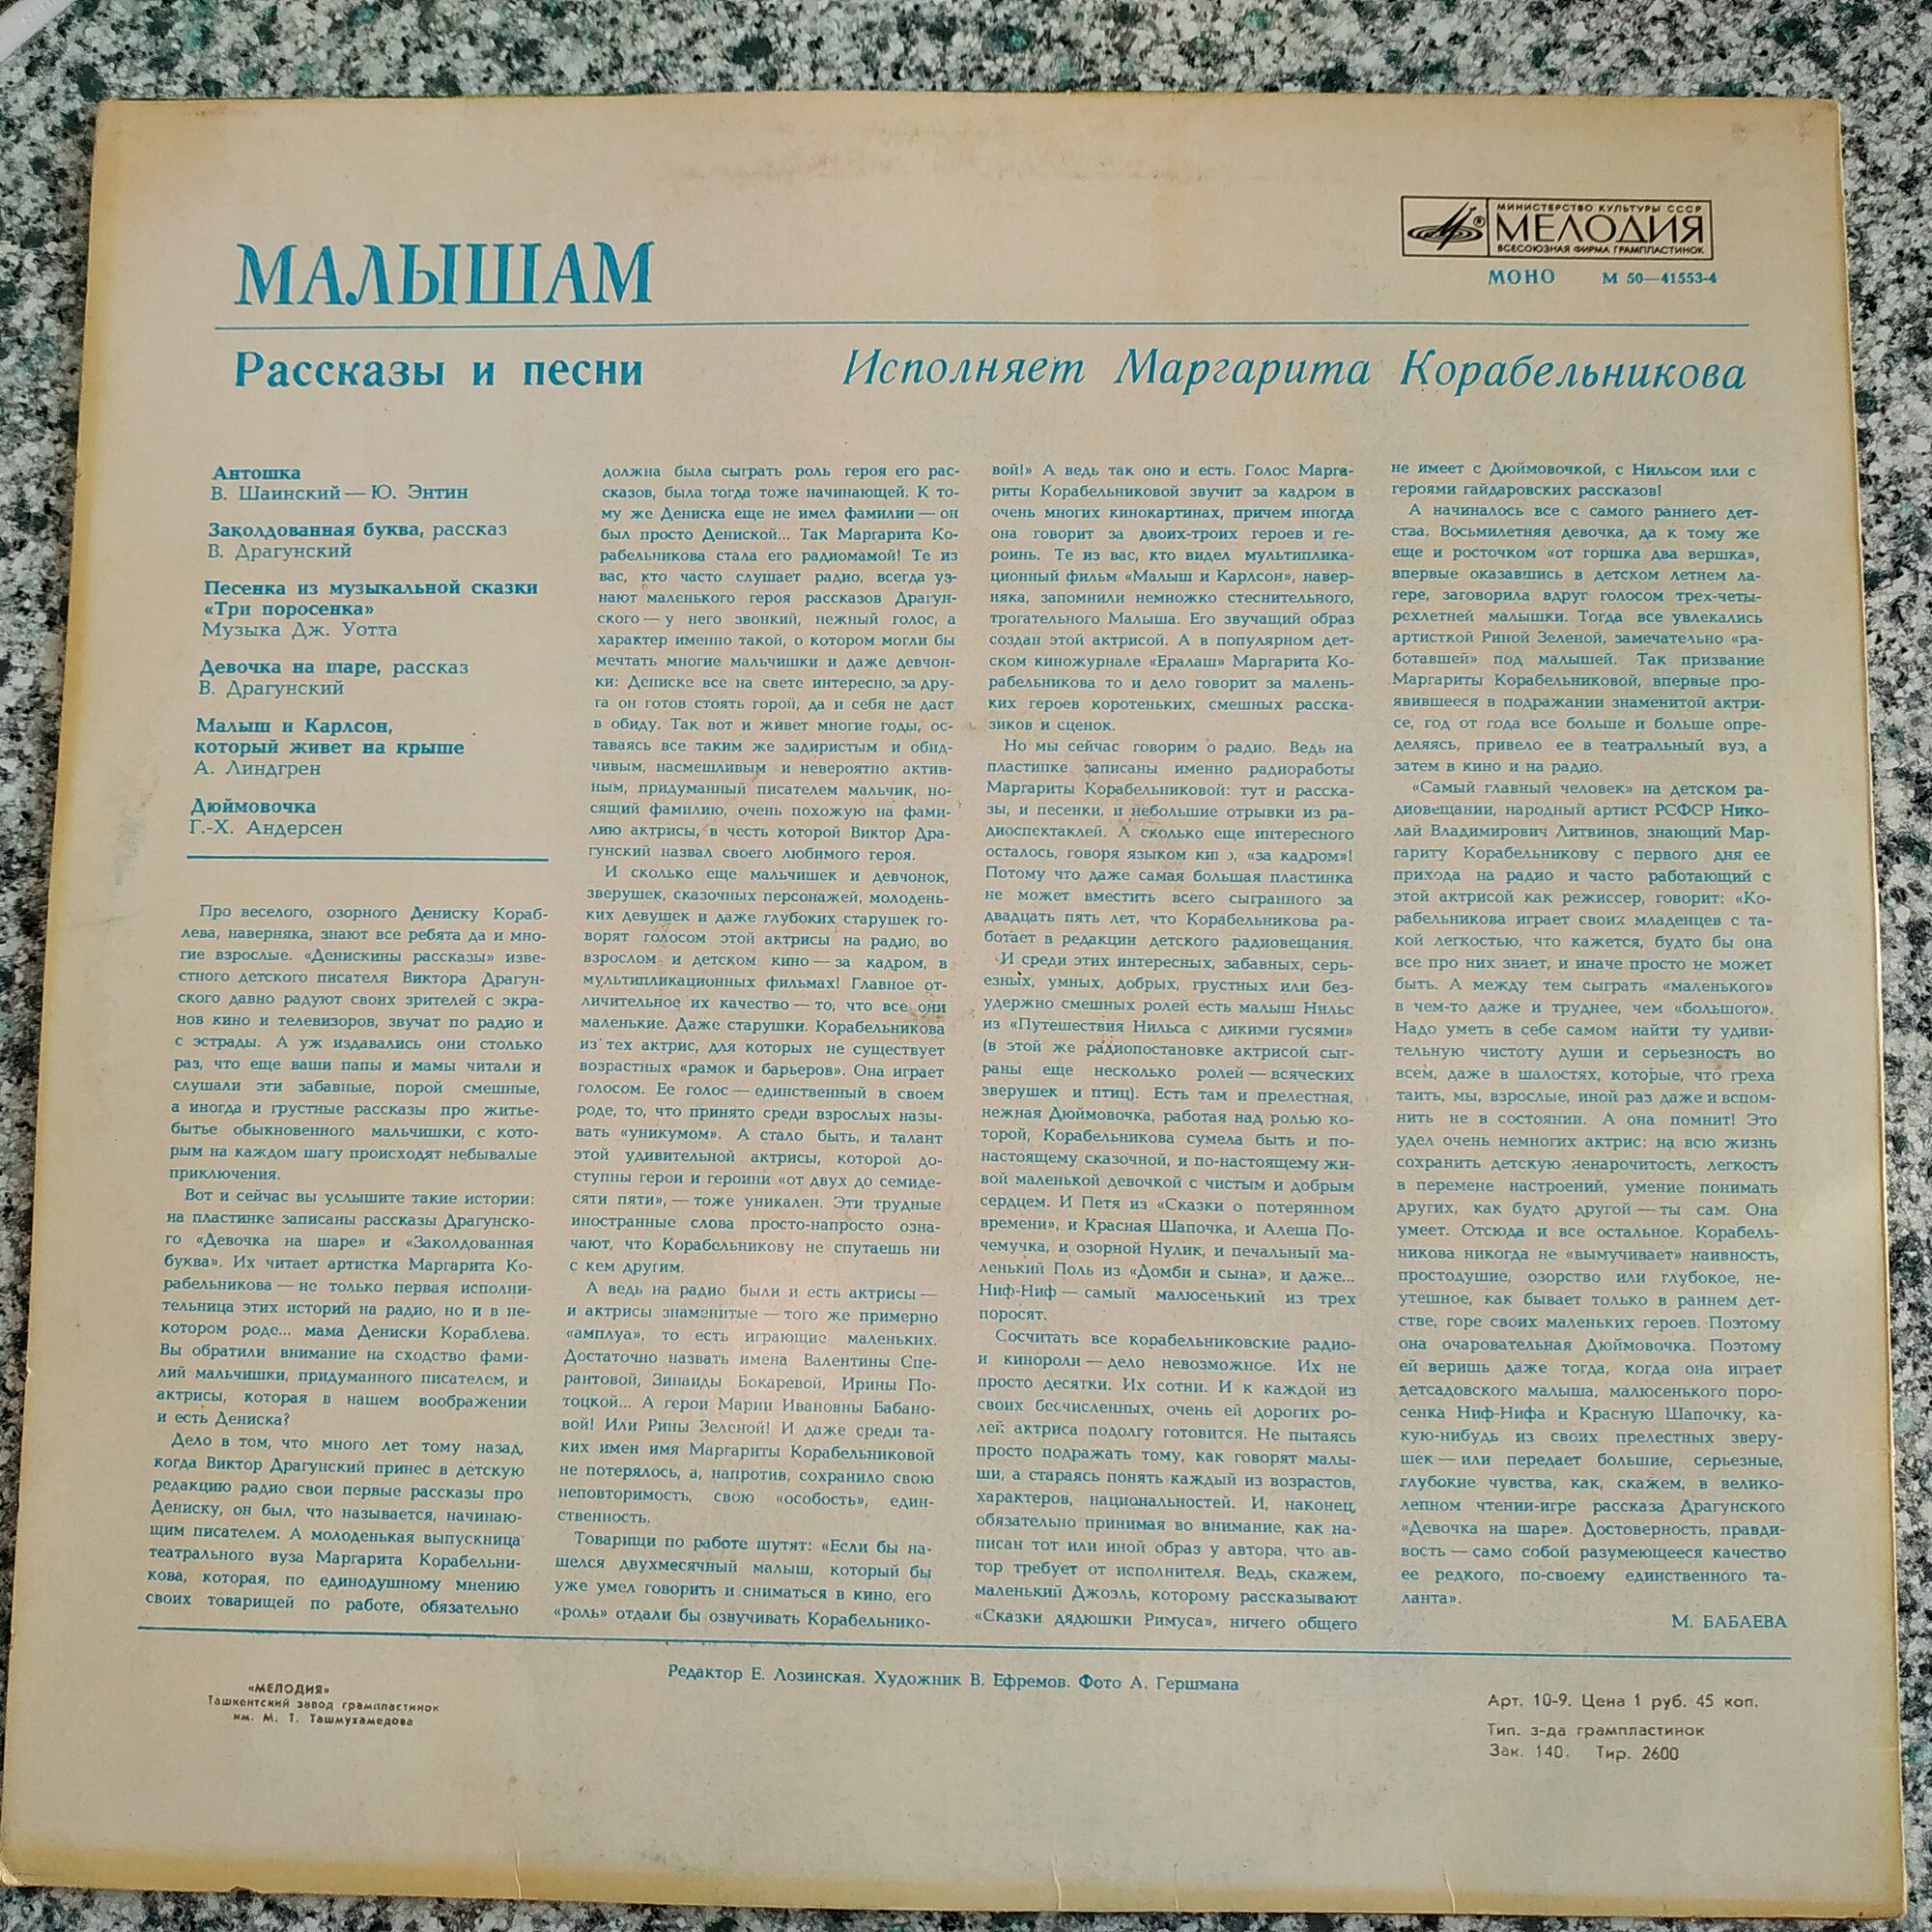 МИНИСТЕРСТВО КУЛЬТУРЫ СССР
МЕЛОДИЯ
ВСЕСОЮЗНАЯ ФИРМА ГРАМПЛАСТИНОК
МОНО М 50—41553-4
МАЛЫШАМ
Рассказы и песни
Исполняет Маргарита Корабельникова
Антошка
В. Шаинский — Ю. Энтин
Заколдованная буква, рассказ
В. Драгунский
Песенка из музыкальной сказки
«Три поросенка»
Музыка Дж. Уотта
Девочка на шаре, рассказ
В. Драгунский
Малыш и Карлсон,
который живет на крыше
А. Линдгрен
Дюймовочка
Г.-Х. Андерсен
Про веселого, озорного Дениску Кораб-
лева, наверняка, знают все ребята да и мно-
гие взрослые. «Денискины рассказы» изве-
стного детского писателя Виктора Драгун-
ского давно радуют своих зрителей с экра-
нов кино и телевизоров, звучат по радио и
с эстрады. А уж издавались они столько
раз, что еще ваши папы и мамы читали и
слушали эти забавные, порой смешные,
а иногда и грустные рассказы про житье-
бытье обыкновенного мальчишки, с кото-
рым на каждом шагу происходят небывалые
приключения.
Вот и сейчас вы услышите такие истории:
на пластинке записаны рассказы Драгунско-
го «Девочка на шаре» и «Заколдованная
буква». Их читает артистка Маргарита Ко-
рабельникова — не только первая исполни-
тельница этих историй на радио, но и в не-
котором роде... мама Дениски Кораблева.
Вы обратили внимание на сходство фами-
лий мальчишки, придуманного писателем, и
актрисы, которая в нашем воображении
и есть Дениска?
Дело в том, что много лет тому назад,
когда Виктор Драгунский принес в детскую
редакцию радио свои первые рассказы про
Дениску, он был, что называется, начинаю-
щим писателем. А молоденькая выпускница
театрального вуза Маргарита Корабельни-
кова, которая, по единодушному мнению
своих товарищей по работе, обязательно
должна была сыграть роль героя его рас-
сказов, была тогда тоже начинающей. К то-
му же Дениска еще не имел фамилии — он
был просто Дениской... Так Маргарита Ко-
рабельникова стала его радиомамой! Те из
вас, кто часто слушает радио, всегда уз-
нают маленького героя рассказов Драгун-
ского — у него звонкий, нежный голос, а
характер именно такой, о котором могли бы
мечтать многие мальчишки и даже девчон-
ки: Дениске все на свете интересно, за дру-
га он готов стоять горой, да и себя не даст
в обиду. Так вот и живет многие годы, ос-
таваясь все таким же задиристым и обид-
чивым, насмешливым и невероятно актив-
ным, придуманный писателем мальчик, но-
сящий фамилию, очень похожую на фами-
лию актрисы, в честь которой Виктор Дра-
гунский назвал своего любимого героя.
И сколько еще мальчишек и девчонок,
зверушек, сказочных персонажей, молодень-
ких девушек и даже глубоких старушек го-
ворят голосом этой актрисы на радио, во
взрослом и детском кино — за кадром, в
мультипликационных фильмах! Главное от-
личительное их качество — то, что все они
маленькие. Даже старушки. Корабельникова
из тех актрис, для которых не существует
возрастных «рамок и барьеров». Она играет
голосом. Ее голос — единственный в своем
роде, то, что принято среди взрослых назы-
вать «уникумом». А стало быть, и талант
этой удивительной актрисы, которой до-
ступны герои и героини «от двух до семиде-
сяти пяти», — тоже уникален. Эти трудные
иностранные слова просто-напросто озна-
чают, что Корабельникову не спутаешь ни
с кем другим.
А ведь на радио были и есть актрисы —
и актрисы знаменитые — того же примерно
«амплуа», то есть играющие маленьких.
Достаточно назвать имена Валентины Спе-
рантовой, Зинаиды Бокаревой, Ирины По-
тоцкой... А герои Марии Ивановны Бабано-
вой! Или Рины Зеленой! И даже среди та-
ких имен имя Маргариты Корабельниковой
не потерялось, а, напротив, сохранило свою
неповторимость, свою «особость», един-
ственность.
Товарищи по работе шутят: «Если бы на-
шелся двухмесячный малыш, который бы
уже умел говорить и сниматься в кино, его
«роль» отдали бы озвучивать Корабельнико-
вой!» А ведь так оно и есть. Голос Марга-
риты Корабельниковой звучит за кадром в
очень многих кинокартинах, причем иногда
она говорит за двоих-троих героев и ге-
роинь. Те из вас, кто видел мультиплика-
ционный фильм «Малыш и Карлсон», навер-
няка, запомнили немножко стеснительного,
трогательного Малыша. Его звучащий образ
создан этой актрисой. А в популярном дет-
ском киножурнале «Ералаш» Маргарита Ко-
рабельникова то и дело говорит за малень-
ких героев коротеньких, смешных расска-
зиков и сценок.
Но мы сейчас говорим о радио. Ведь на
пластинке записаны именно радиоработы
Маргариты Корабельниковой: тут и расска-
зы, и песенки, и небольшие отрывки из ра-
диоспектаклей. А сколько еще интересного
осталось, говоря языком кино, «за кадром»!
Потому что даже самая большая пластинка
не может вместить всего сыгранного за
двадцать пять лет, что Корабельникова ра-
ботает в редакции детского радиовещания.
И среди этих интересных, забавных, серь-
езных, умных, добрых, грустных или без-
удержно смешных ролей есть малыш Нильс
из «Путешествия Нильса с дикими гусями»
(в этой же радиопостановке актрисой сыг-
раны еще несколько ролей — всяческих
зверушек и птиц). Есть там и прелестная,
нежная Дюймовочка, работая над ролью ко-
торой, Корабельникова сумела быть и по-
настоящему сказочной, и по-настоящему жи-
вой маленькой девочкой с чистым и добрым
сердцем. И Петя из «Сказки о потерянном
времени», и Красная Шапочка, и Алеша По-
чемучка, и озорной Нулик, и печальный ма-
ленький Поль из «Домби и сына», и даже...
Ниф-Ниф — самый малюсенький из трех
поросят.
Сосчитать все корабельниковские радио-
и кинороли — дело невозможное. Их не
просто десятки. Их сотни. И к каждой из
своих бесчисленных, очень ей дорогих ро-
лей актриса подолгу готовится. Не пытаясь
просто подражать тому, как говорят малы-
ши, а стараясь понять каждый из возрастов,
характеров, национальностей. И, наконец,
обязательно принимая во внимание, как на-
писан тот или иной образ у автора, что ав-
тор требует от исполнителя. Ведь, скажем,
маленький Джоэль, которому рассказывают
«Сказки дядюшки Римуса», ничего общего
не имеет с Дюймовочкой, с Нильсом или с
героями гайдаровских рассказов!
А начиналось все с самого раннего дет-
ства. Восьмилетняя девочка, да к тому же
еще и росточком «от горшка два вершка»,
впервые оказавшись в детском летнем ла-
гере, заговорила вдруг голосом трех-четы-
рехлетней малышки. Тогда все увлекались
артисткой Риной Зеленой, замечательно «ра-
ботавшей» под малышей. Так призвание
Маргариты Корабельниковой, впервые про-
явившееся в подражании знаменитой актри-
се, год от года все больше и больше опре-
деляясь, привело ее в театральный вуз, а
затем в кино и на радио.
«Самый главный человек» на детском ра-
диовещании, народный артист РСФСР Нико-
лай Владимирович Литвинов, знающий Мар-
гариту Корабельникову с первого дня ее
прихода на радио и часто работающий с
этой актрисой как режиссер, говорит: «Ко-
рабельникова играет своих младенцев с та-
кой легкостью, что кажется, будто бы она
все про них знает, и иначе просто не может
быть. А между тем сыграть «маленького»
в чем-то даже и труднее, чем «большого».
Надо уметь в себе самом найти ту удиви-
тельную чистоту души и серьезность во
всем, даже в шалостях, которые, что греха
таить, мы, взрослые, иной раз даже и вспом-
нить не в состоянии. А она помнит! Это
удел очень немногих актрис: на всю жизнь
сохранить детскую ненарочитость, легкость
в перемене настроений, умение понимать
других, как будто другой — ты сам. Она
умеет. Отсюда и все остальное. Корабель-
никова никогда не «вымучивает» наивность,
простодушие, озорство или глубокое, не-
утешное, как бывает только в раннем дет-
стве, горе своих маленьких героев. Поэтому
она очаровательная Дюймовочка. Поэтому
ей веришь даже тогда, когда она играет
детсадовского малыша, малюсенького поро-
сенка Ниф-Нифа и Красную Шапочку, ка-
кую-нибудь из своих прелестных зверу-
шек — или передает большие, серьезные,
глубокие чувства, как, скажем, в велико-
лепном чтении-игре рассказа Драгунского
«Девочка на шаре». Достоверность, правди-
вость — само собой разумеющееся качество
ее редкого, по-своему единственного та-
ланта».
М. БАБАЕВА
Редактор Е. Лозинская. Художник В. Ефремов. Фото А. Гершмана
«МЕЛОДИЯ»
Ташкентский завод грампластинок
им. М. Т. Ташмухамедова
Арт. 10-9. Цена 1 руб. 45 коп.
Тип. з-да грампластинок
Зак. 140. Тир. 2600